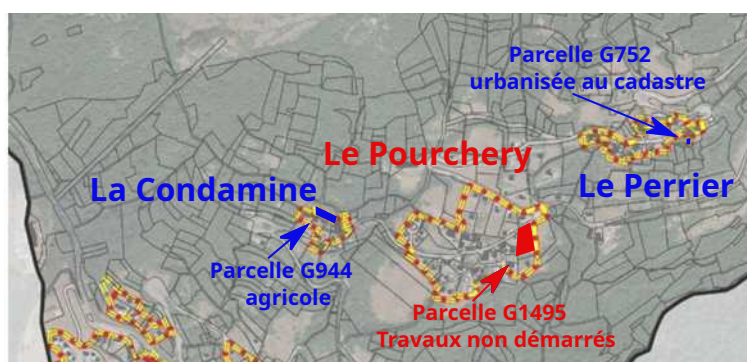 Parcelle G752
urbanisée au cadastre
Le Pourchery
La Condamine
Le Perrier
Parcelle G944
agricole
Parcelle G1495
Travaux non démarrés